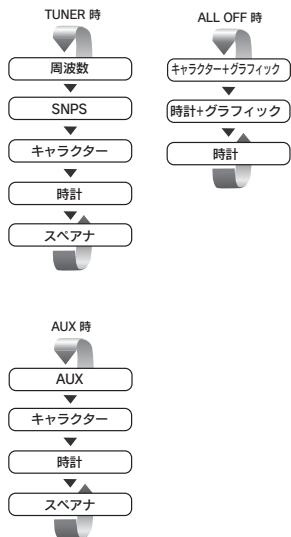 TUNER 時
周波数
SNPS
キャラクター
時計
スペアナ
ALL OFF 時
キャラクター+グラフィック
時計+グラフィック
時計
AUX 時
AUX
キャラクター
時計
スペアナ